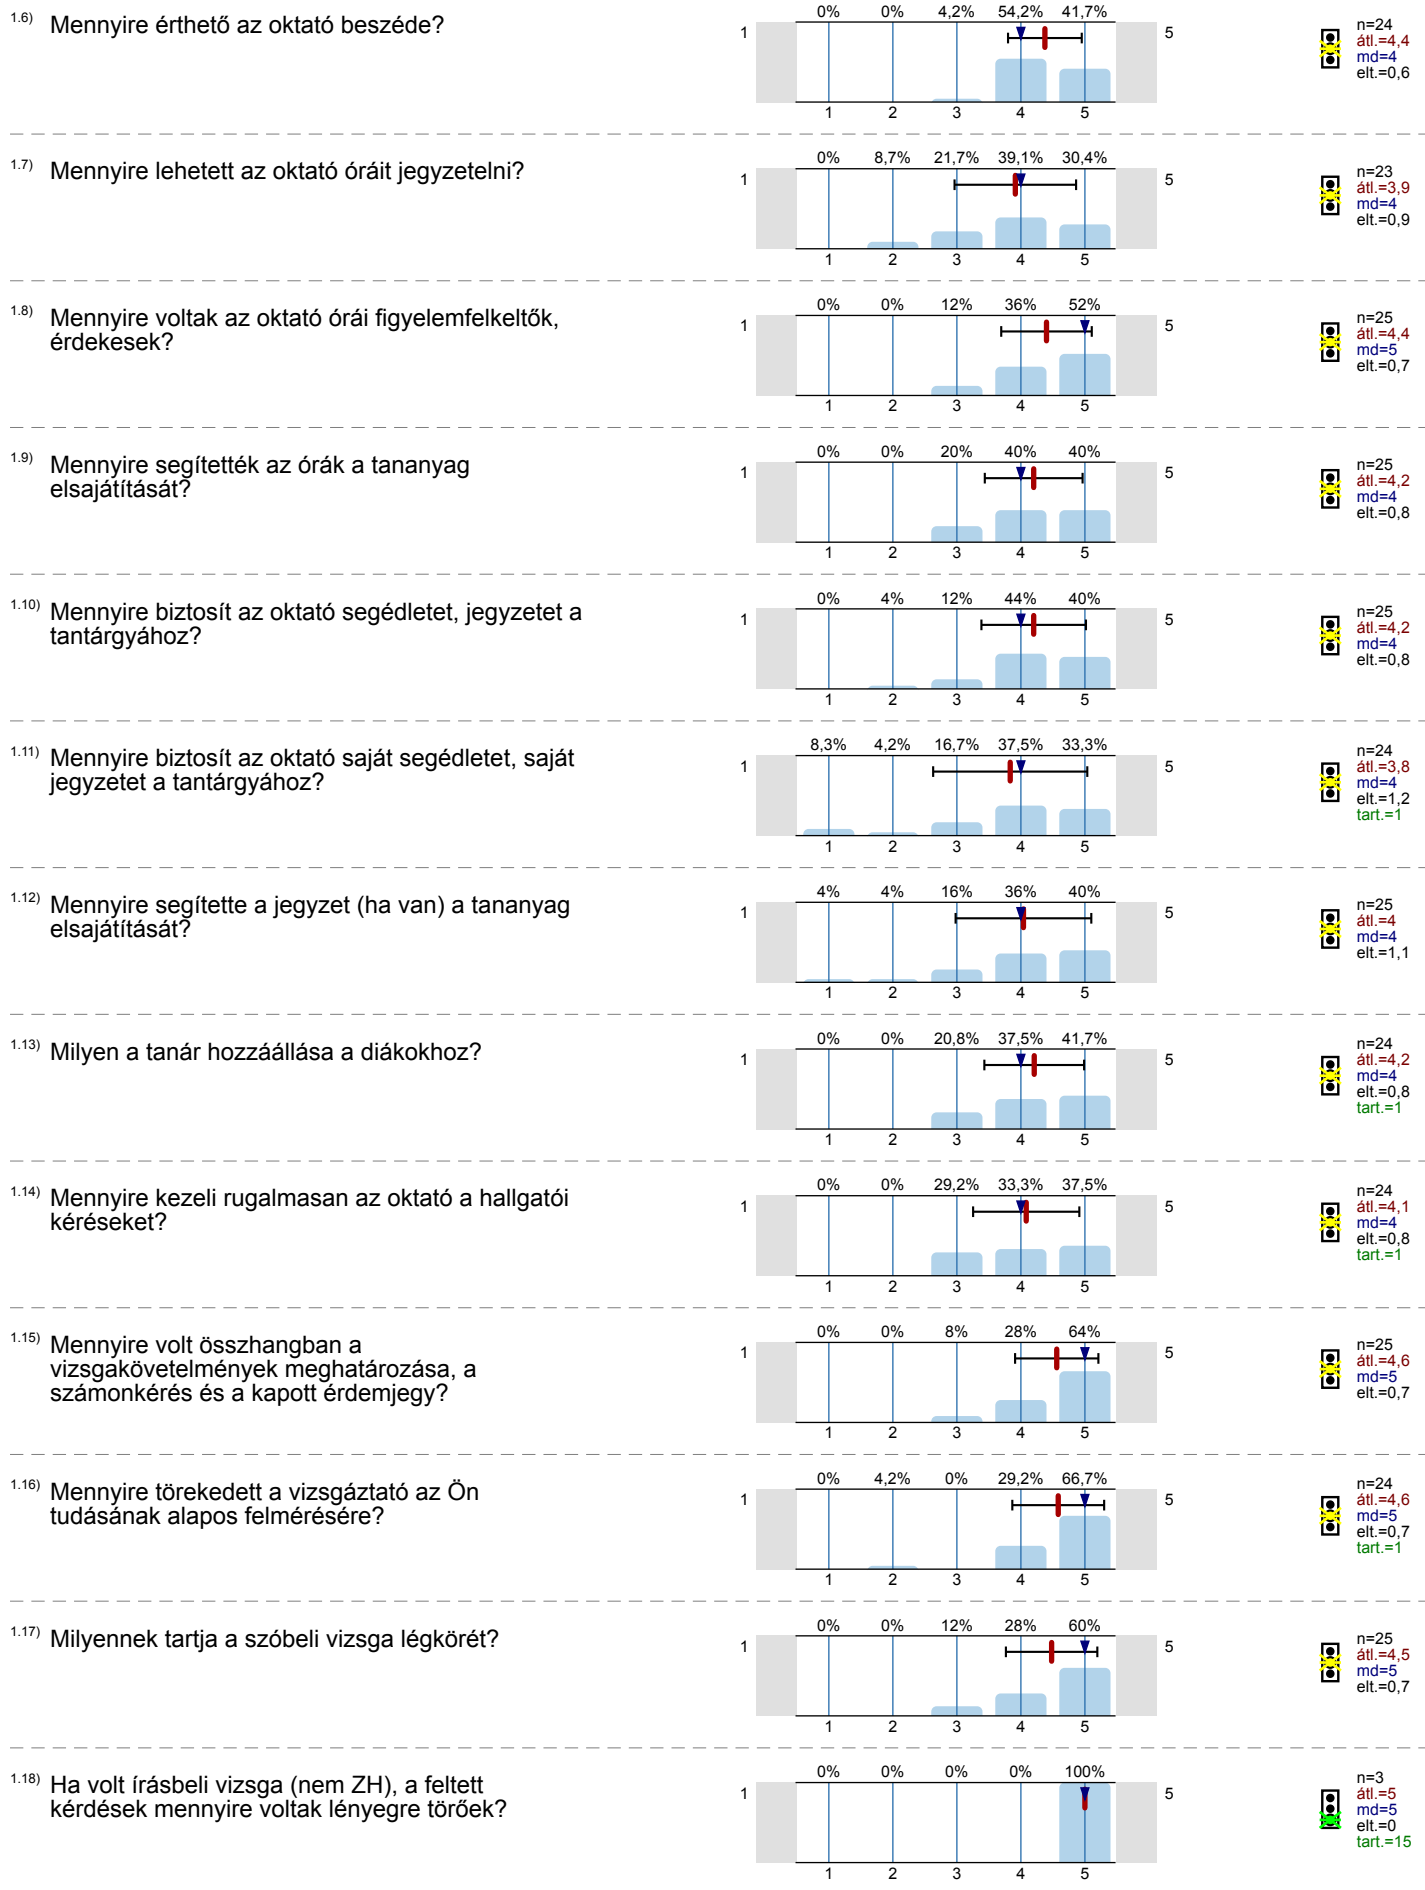 1.6) Mennyire érthető az oktató beszéde?
0% 0% 4,2% 54,2% 41,7%
1 5
1 2 3 4 5
n=24
átl.=4,4
md=4
elt.=0,6
1.7) Mennyire lehetett az oktató óráit jegyzetelni?
0% 8,7% 21,7% 39,1% 30,4%
1 5
1 2 3 4 5
n=23
átl.=3,9
md=4
elt.=0,9
1.8) Mennyire voltak az oktató órái figyelemfelkeltők,
érdekesek?
0% 0% 12% 36% 52%
1 5
1 2 3 4 5
n=25
átl.=4,4
md=5
elt.=0,7
1.9) Mennyire segítették az órák a tananyag
elsajátítását?
0% 0% 20% 40% 40%
1 5
1 2 3 4 5
n=25
átl.=4,2
md=4
elt.=0,8
1.10) Mennyire biztosít az oktató segédletet, jegyzetet a
tantárgyához?
0% 4% 12% 44% 40%
1 5
1 2 3 4 5
n=25
átl.=4,2
md=4
elt.=0,8
1.11) Mennyire biztosít az oktató saját segédletet, saját
jegyzetet a tantárgyához?
8,3% 4,2% 16,7% 37,5% 33,3%
1 5
1 2 3 4 5
n=24
átl.=3,8
md=4
elt.=1,2
tart.=1
1.12) Mennyire segítette a jegyzet (ha van) a tananyag
elsajátítását?
4% 4% 16% 36% 40%
1 5
1 2 3 4 5
n=25
átl.=4
md=4
elt.=1,1
1.13) Milyen a tanár hozzáállása a diákokhoz?
0% 0% 20,8% 37,5% 41,7%
1 5
1 2 3 4 5
n=24
átl.=4,2
md=4
elt.=0,8
tart.=1
1.14) Mennyire kezeli rugalmasan az oktató a hallgatói
kéréseket?
0% 0% 29,2% 33,3% 37,5%
1 5
1 2 3 4 5
n=24
átl.=4,1
md=4
elt.=0,8
tart.=1
1.15) Mennyire volt összhangban a
vizsgakövetelmények meghatározása, a
számonkérés és a kapott érdemjegy?
0% 0% 8% 28% 64%
1 5
1 2 3 4 5
n=25
átl.=4,6
md=5
elt.=0,7
1.16) Mennyire törekedett a vizsgáztató az Ön
tudásának alapos felmérésére?
0% 4,2% 0% 29,2% 66,7%
1 5
1 2 3 4 5
n=24
átl.=4,6
md=5
elt.=0,7
tart.=1
1.17) Milyennek tartja a szóbeli vizsga légkörét?
0% 0% 12% 28% 60%
1 5
1 2 3 4 5
n=25
átl.=4,5
md=5
elt.=0,7
1.18) Ha volt írásbeli vizsga (nem ZH), a feltett
kérdések mennyire voltak lényegre törőek?
0% 0% 0% 0% 100%
1 5
1 2 3 4 5
n=3
átl.=5
md=5
elt.=0
tart.=15